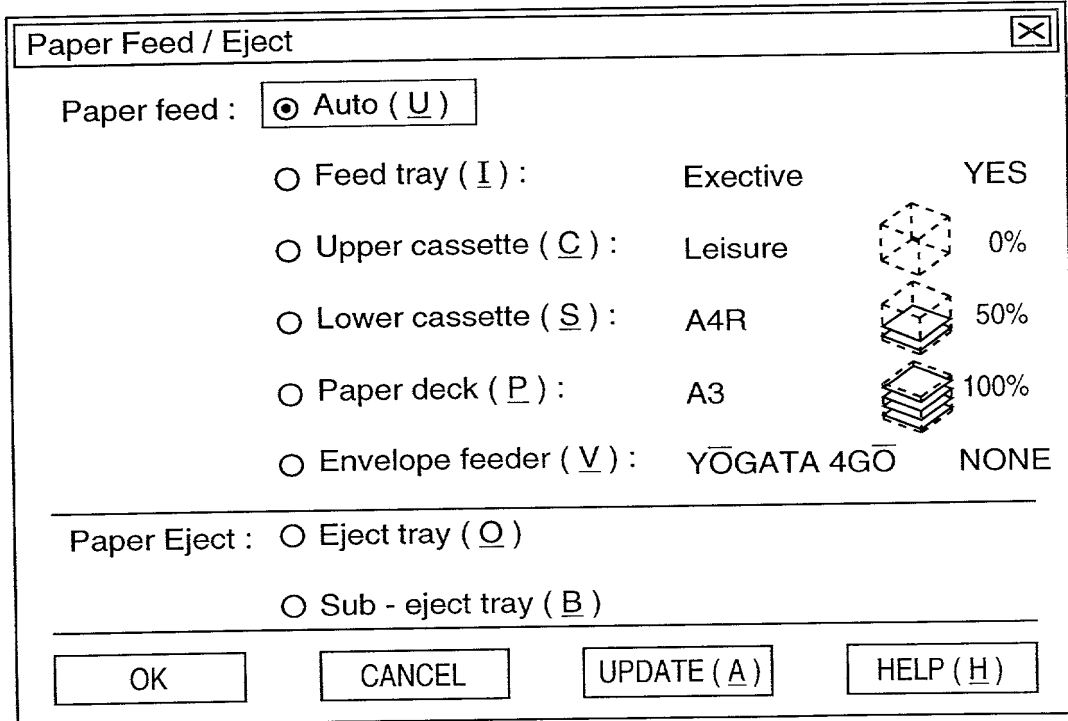 Paper Feed / Eject
Paper feed : Auto ( U )
Feed tray ( I ) : Exective YES
Upper cassette ( C ) : Leisure 0%
Lower cassette ( S ) : A4R 50%
Paper deck ( P ) : A3 100%
Envelope feeder ( V ) : YŌGATA 4GŌ NONE
Paper Eject : Eject tray ( O )
Sub - eject tray ( B )
OK CANCEL UPDATE ( A ) HELP ( H )